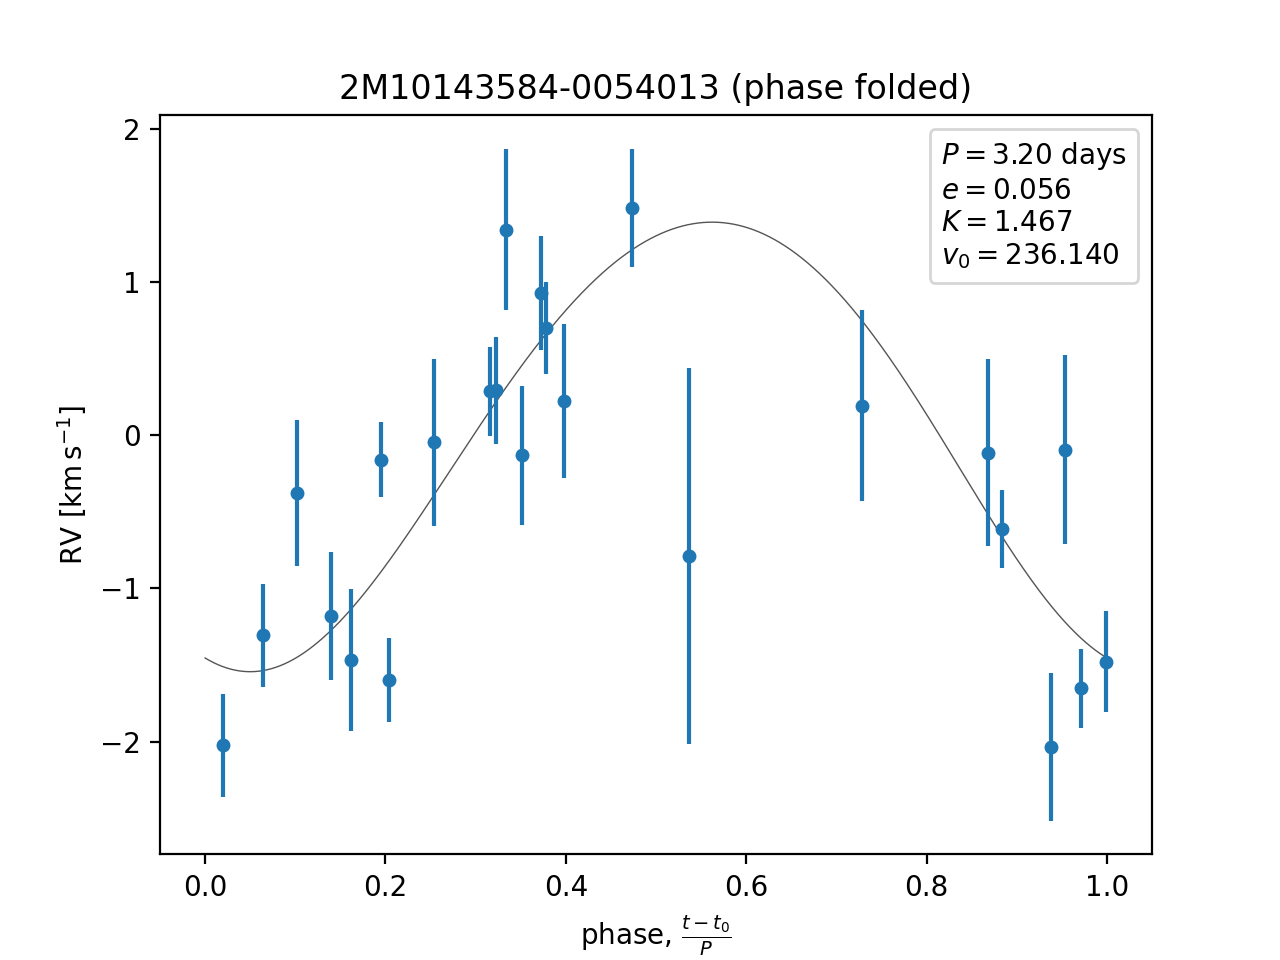 2M10143584-0054013 (phase folded)
P = 3.20 days
e = 0.056
K = 1.467
v₀ = 236.140
RV [km s⁻¹]
2
1
0
−1
−2
0.0 0.2 0.4 0.6 0.8 1.0
phase, (t − t₀)/P